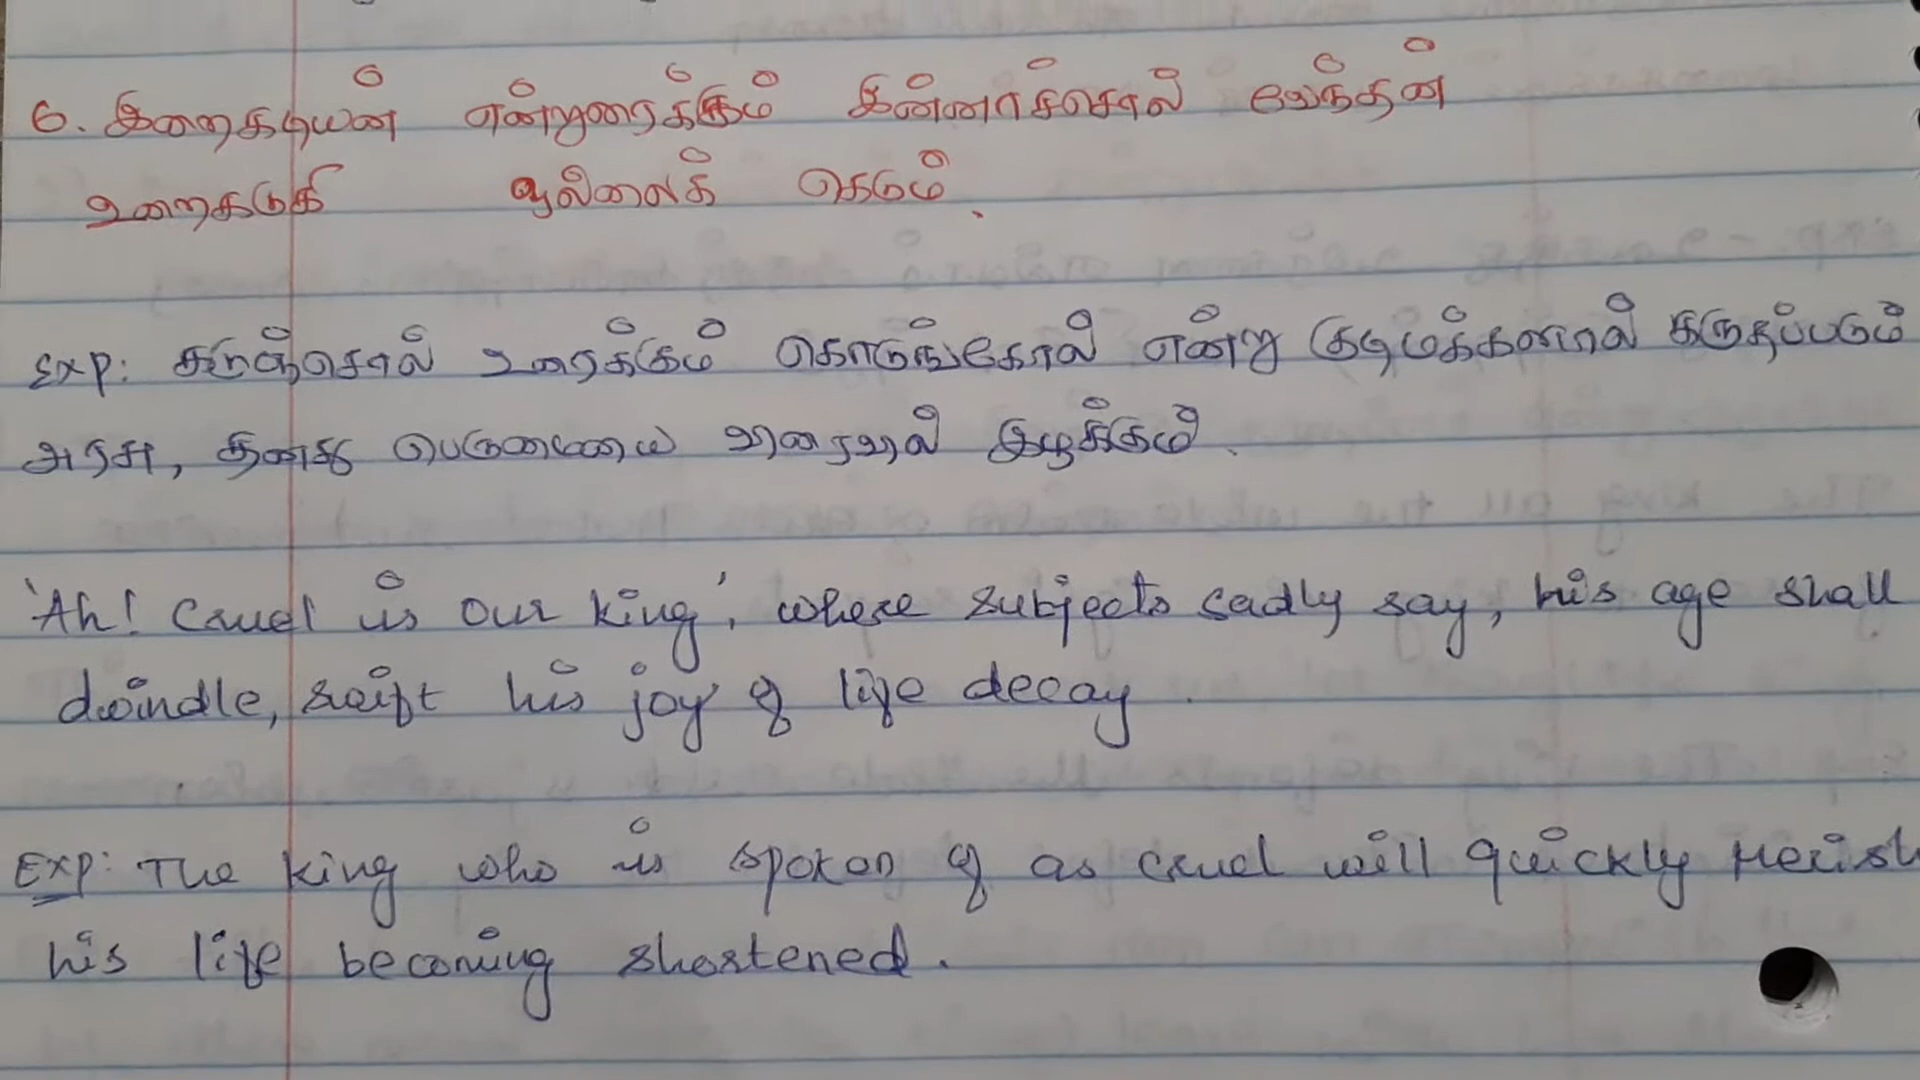 6. இறைகடியன் என்றுரைக்கும் இன்னாச்சொல் வேந்தன்
உறைகடுகி ஒல்லைக் கெடும்.
Exp: கடுஞ்சொல் உரைக்கும் கொடுங்கோல் என்று குடிமக்களால் கருதப்படும்
அரசு, தனது பெருமையை விரைவில் இழக்கும்.
'Ah! Cruel is our king', where subjects sadly say, his age shall
dwindle, swift his joy of life decay.
Exp: The king who is spoken of as cruel will quickly perish
his life becoming shortened.